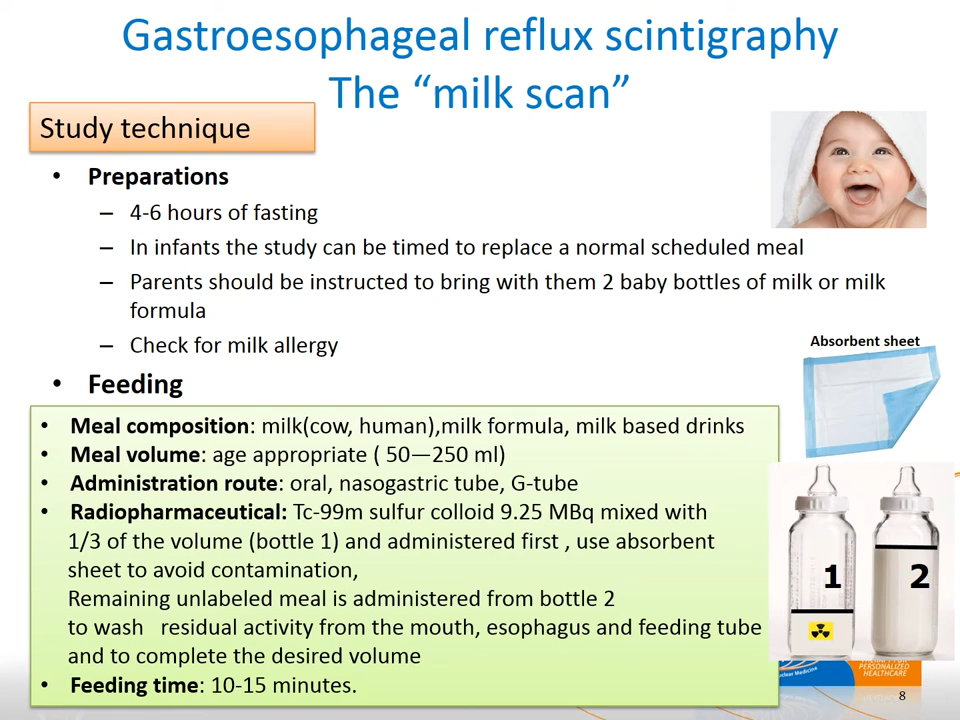 Gastroesophageal reflux scintigraphy
The “milk scan”
Study technique
• Preparations
– 4-6 hours of fasting
– In infants the study can be timed to replace a normal scheduled meal
– Parents should be instructed to bring with them 2 baby bottles of milk or milk
formula
– Check for milk allergy
Absorbent sheet
• Feeding
• Meal composition: milk(cow, human),milk formula, milk based drinks
• Meal volume: age appropriate ( 50—250 ml)
• Administration route: oral, nasogastric tube, G-tube
• Radiopharmaceutical: Tc-99m sulfur colloid 9.25 MBq mixed with
1/3 of the volume (bottle 1) and administered first , use absorbent
sheet to avoid contamination,
Remaining unlabeled meal is administered from bottle 2
to wash residual activity from the mouth, esophagus and feeding tube
and to complete the desired volume
• Feeding time: 10-15 minutes.
1
2
PERSONALIZED
HEALTHCARE
8